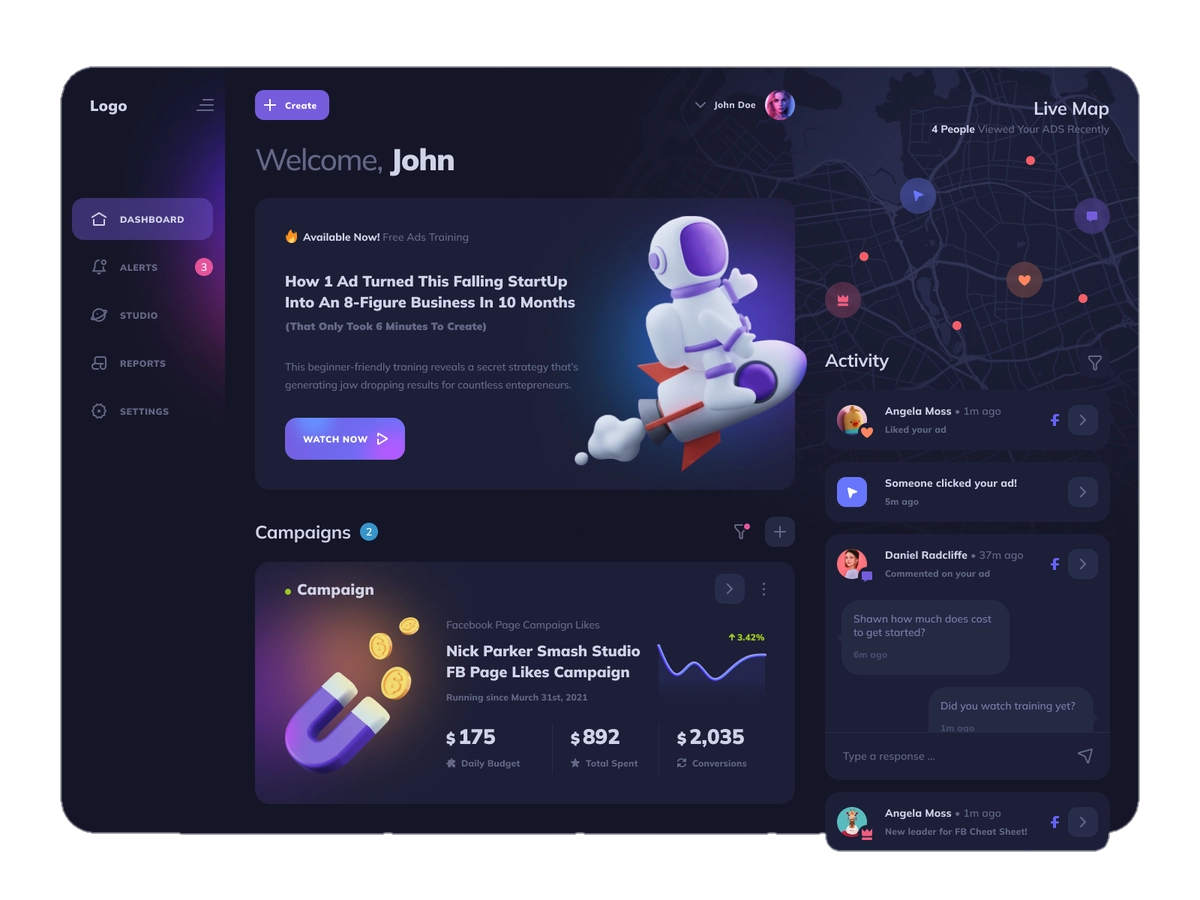 Logo
DASHBOARD
ALERTS
3
STUDIO
REPORTS
SETTINGS
Create
John Doe
Welcome, John
Available Now! Free Ads Training
How 1 Ad Turned This Falling StartUp
Into An 8-Figure Business In 10 Months
(That Only Took 6 Minutes To Create)
This beginner-friendly traning reveals a secret strategy that's
generating jaw dropping results for countless entepreneurs.
WATCH NOW
Campaigns 2
Campaign
Facebook Page Campaign Likes
Nick Parker Smash Studio
FB Page Likes Campaign
Running since Murch 31st, 2021
3.42%
$ 175
Daily Budget
$ 892
Total Spent
$ 2,035
Conversions
Live Map
4 People Viewed Your ADS Recently
Activity
Angela Moss • 1m ago
Liked your ad
Someone clicked your ad!
5m ago
Daniel Radcliffe • 37m ago
Commented on your ad
Shawn how much does cost
to get started?
6m ago
Did you watch training yet?
1m ago
Type a response ...
Angela Moss • 1m ago
New leader for FB Cheat Sheet!